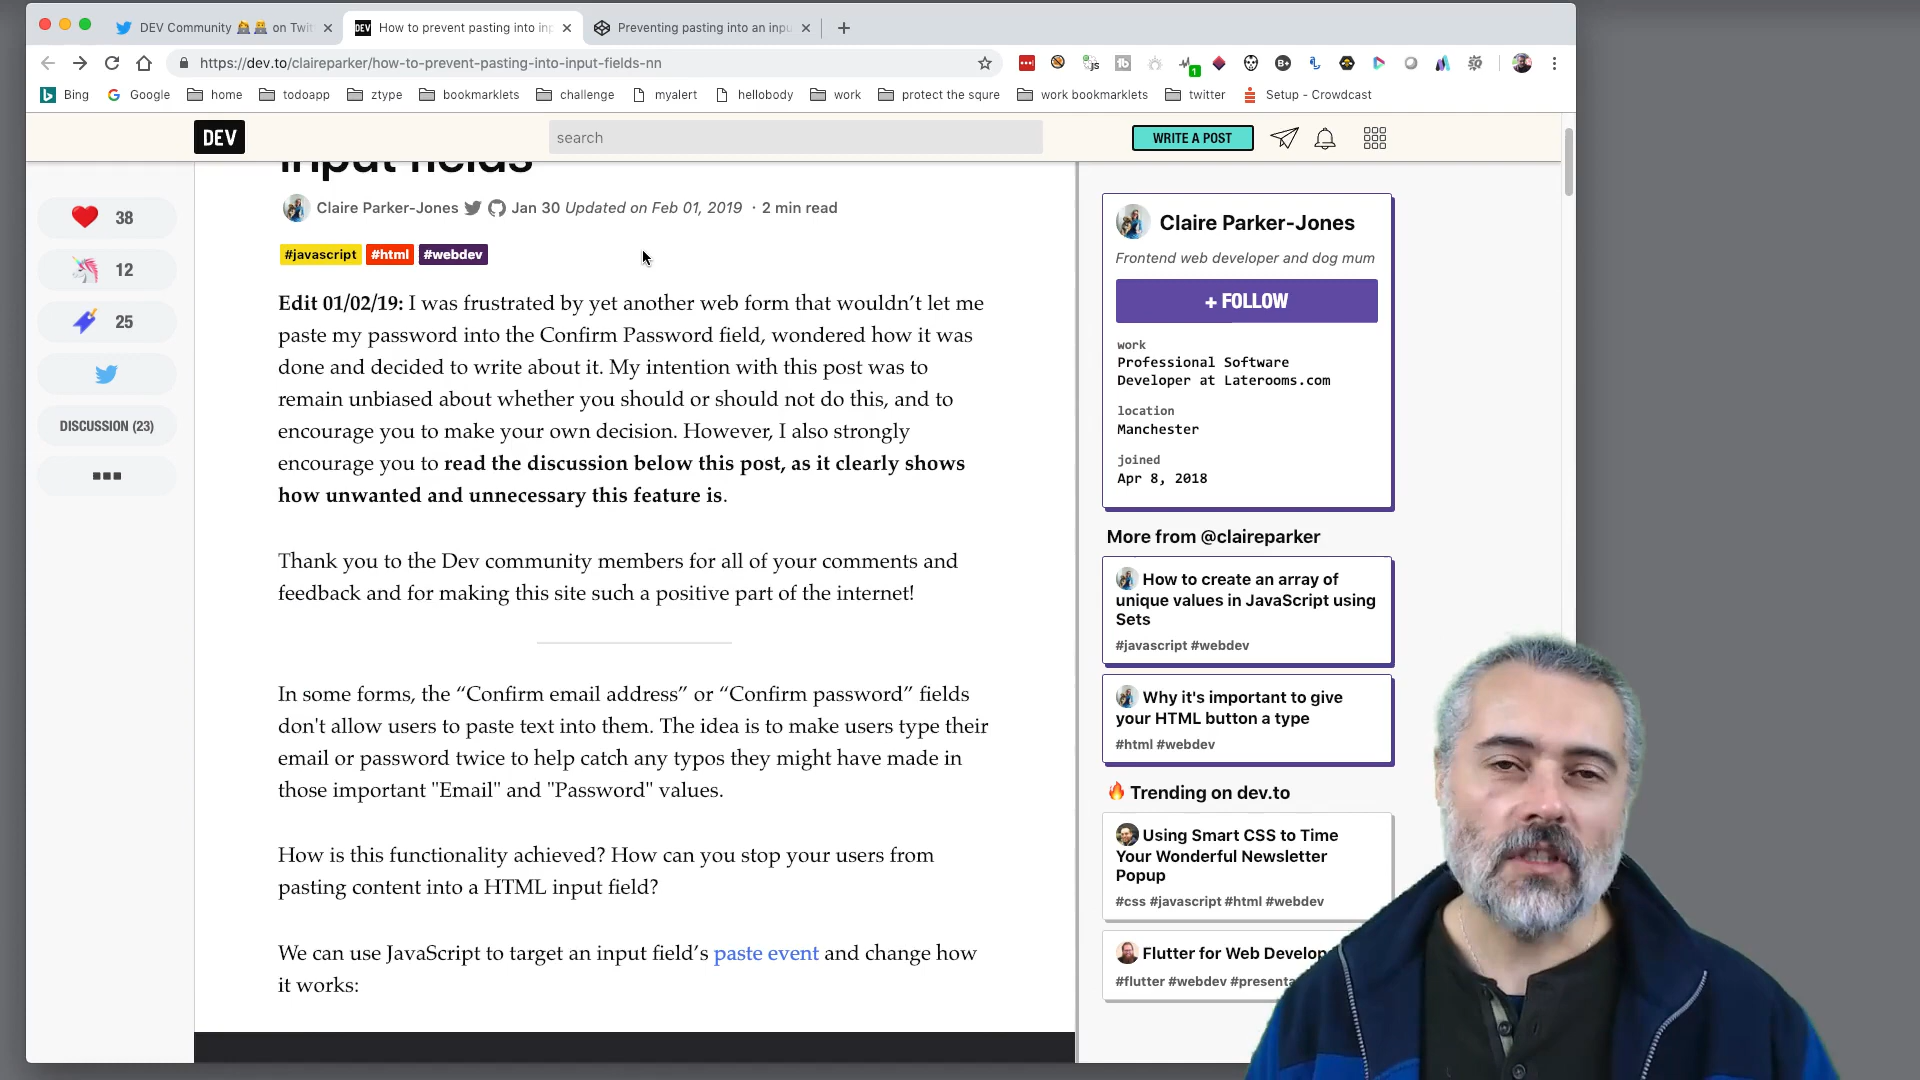 DEV Community on Twit
How to prevent pasting into inp
Preventing pasting into an inpu
https://dev.to/claireparker/how-to-prevent-pasting-into-input-fields-nn
Bing
Google
home
todoapp
ztype
bookmarklets
challenge
myalert
hellobody
work
protect the squre
work bookmarklets
twitter
Setup - Crowdcast
DEV
search
WRITE A POST
input fields
Claire Parker-Jones Jan 30 Updated on Feb 01, 2019 · 2 min read
#javascript #html #webdev
38
12
25
DISCUSSION (23)
Edit 01/02/19: I was frustrated by yet another web form that wouldn’t let me
paste my password into the Confirm Password field, wondered how it was
done and decided to write about it. My intention with this post was to
remain unbiased about whether you should or should not do this, and to
encourage you to make your own decision. However, I also strongly
encourage you to read the discussion below this post, as it clearly shows
how unwanted and unnecessary this feature is.
Thank you to the Dev community members for all of your comments and
feedback and for making this site such a positive part of the internet!
In some forms, the “Confirm email address” or “Confirm password” fields
don't allow users to paste text into them. The idea is to make users type their
email or password twice to help catch any typos they might have made in
those important "Email" and "Password" values.
How is this functionality achieved? How can you stop your users from
pasting content into a HTML input field?
We can use JavaScript to target an input field’s paste event and change how
it works:
Claire Parker-Jones
Frontend web developer and dog mum
+ FOLLOW
work
Professional Software
Developer at Laterooms.com
location
Manchester
joined
Apr 8, 2018
More from @claireparker
How to create an array of
unique values in JavaScript using
Sets
#javascript #webdev
Why it's important to give
your HTML button a type
#html #webdev
Trending on dev.to
Using Smart CSS to Time
Your Wonderful Newsletter
Popup
#css #javascript #html #webdev
Flutter for Web Develop
#flutter #webdev #presenta